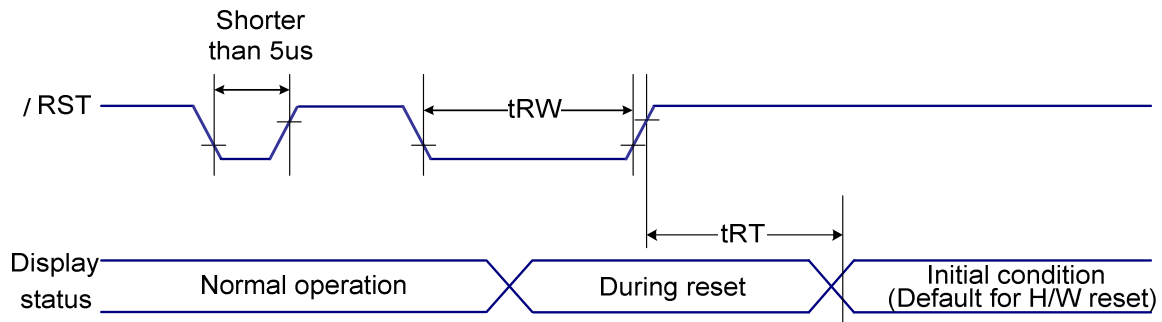 Shorter
than 5us
/ RST
tRW
tRT
Display
status
Normal operation
During reset
Initial condition
(Default for H/W reset)